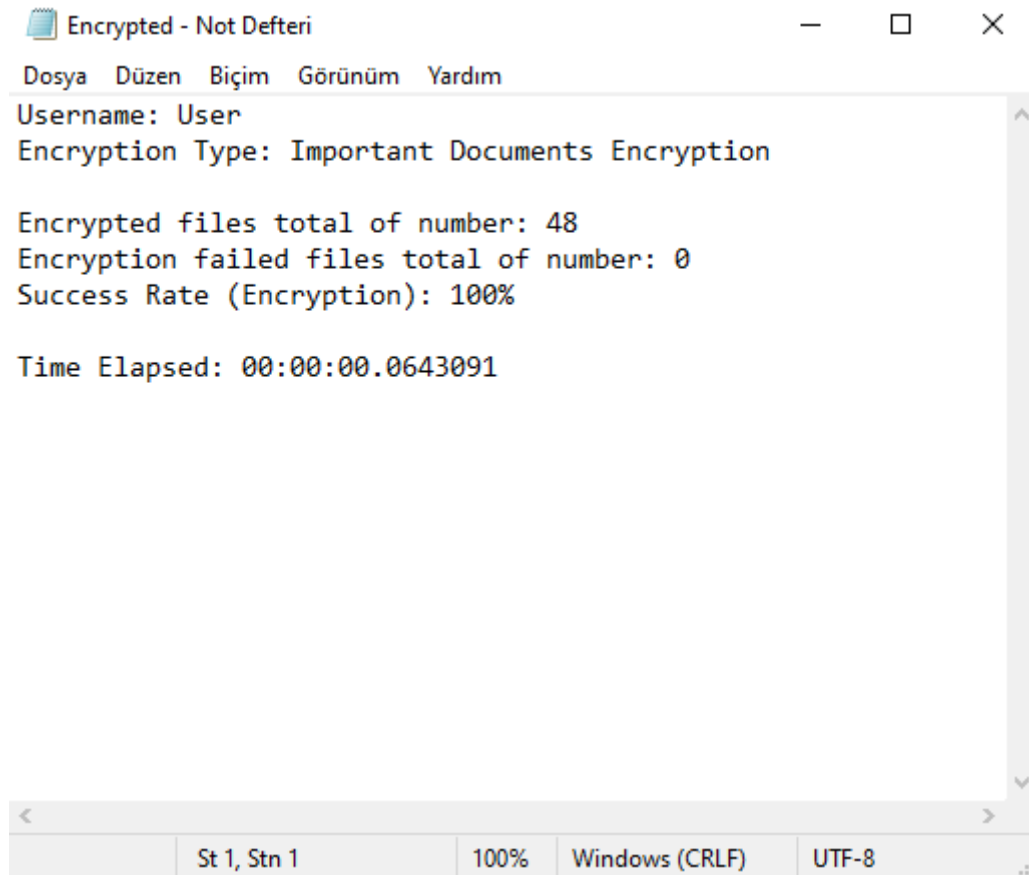 Encrypted - Not Defteri
Dosya Düzen Biçim Görünüm Yardım
Username: User
Encryption Type: Important Documents Encryption
Encrypted files total of number: 48
Encryption failed files total of number: 0
Success Rate (Encryption): 100%
Time Elapsed: 00:00:00.0643091
St 1, Stn 1 100% Windows (CRLF) UTF-8